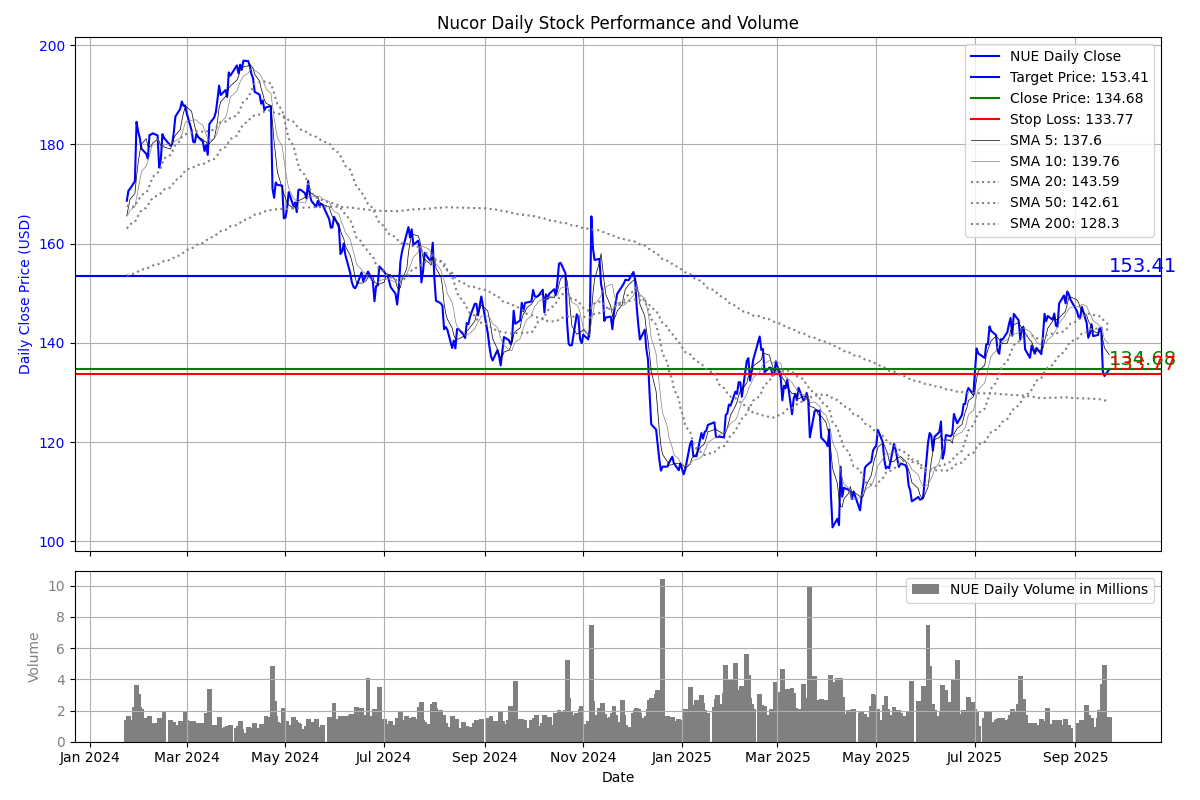 Nucor Daily Stock Performance and Volume
Daily Close Price (USD)
200
180
160
140
120
100
NUE Daily Close
Target Price: 153.41
Close Price: 134.68
Stop Loss: 133.77
SMA 5: 137.6
SMA 10: 139.76
SMA 20: 143.59
SMA 50: 142.61
SMA 200: 128.3
153.41
134.68
133.77
Volume
10
8
6
4
2
0
NUE Daily Volume in Millions
Jan 2024 Mar 2024 May 2024 Jul 2024 Sep 2024 Nov 2024 Jan 2025 Mar 2025 May 2025 Jul 2025 Sep 2025
Date